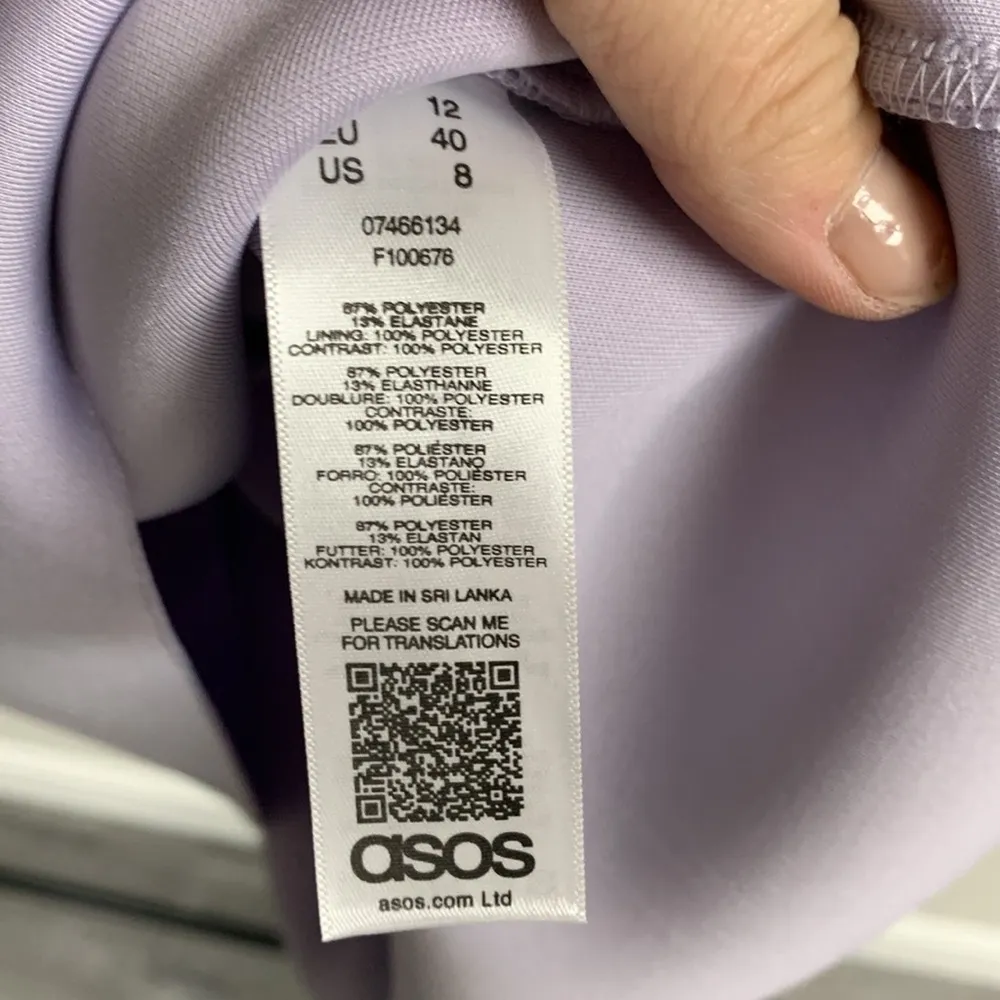 12
EU 40
US 8
07466134
F100676
87% POLYESTER
13% ELASTANE
LINING: 100% POLYESTER
CONTRAST: 100% POLYESTER
87% POLYESTER
13% ELASTHANNE
DOUBLURE: 100% POLYESTER
CONTRASTE:
100% POLYESTER
87% POLIÉSTER
13% ELASTANO
FORRO: 100% POLIÉSTER
CONTRASTE:
100% POLIÉSTER
87% POLYESTER
13% ELASTAN
FUTTER: 100% POLYESTER
KONTRAST: 100% POLYESTER
MADE IN SRI LANKA
PLEASE SCAN ME
FOR TRANSLATIONS
asos
asos.com Ltd